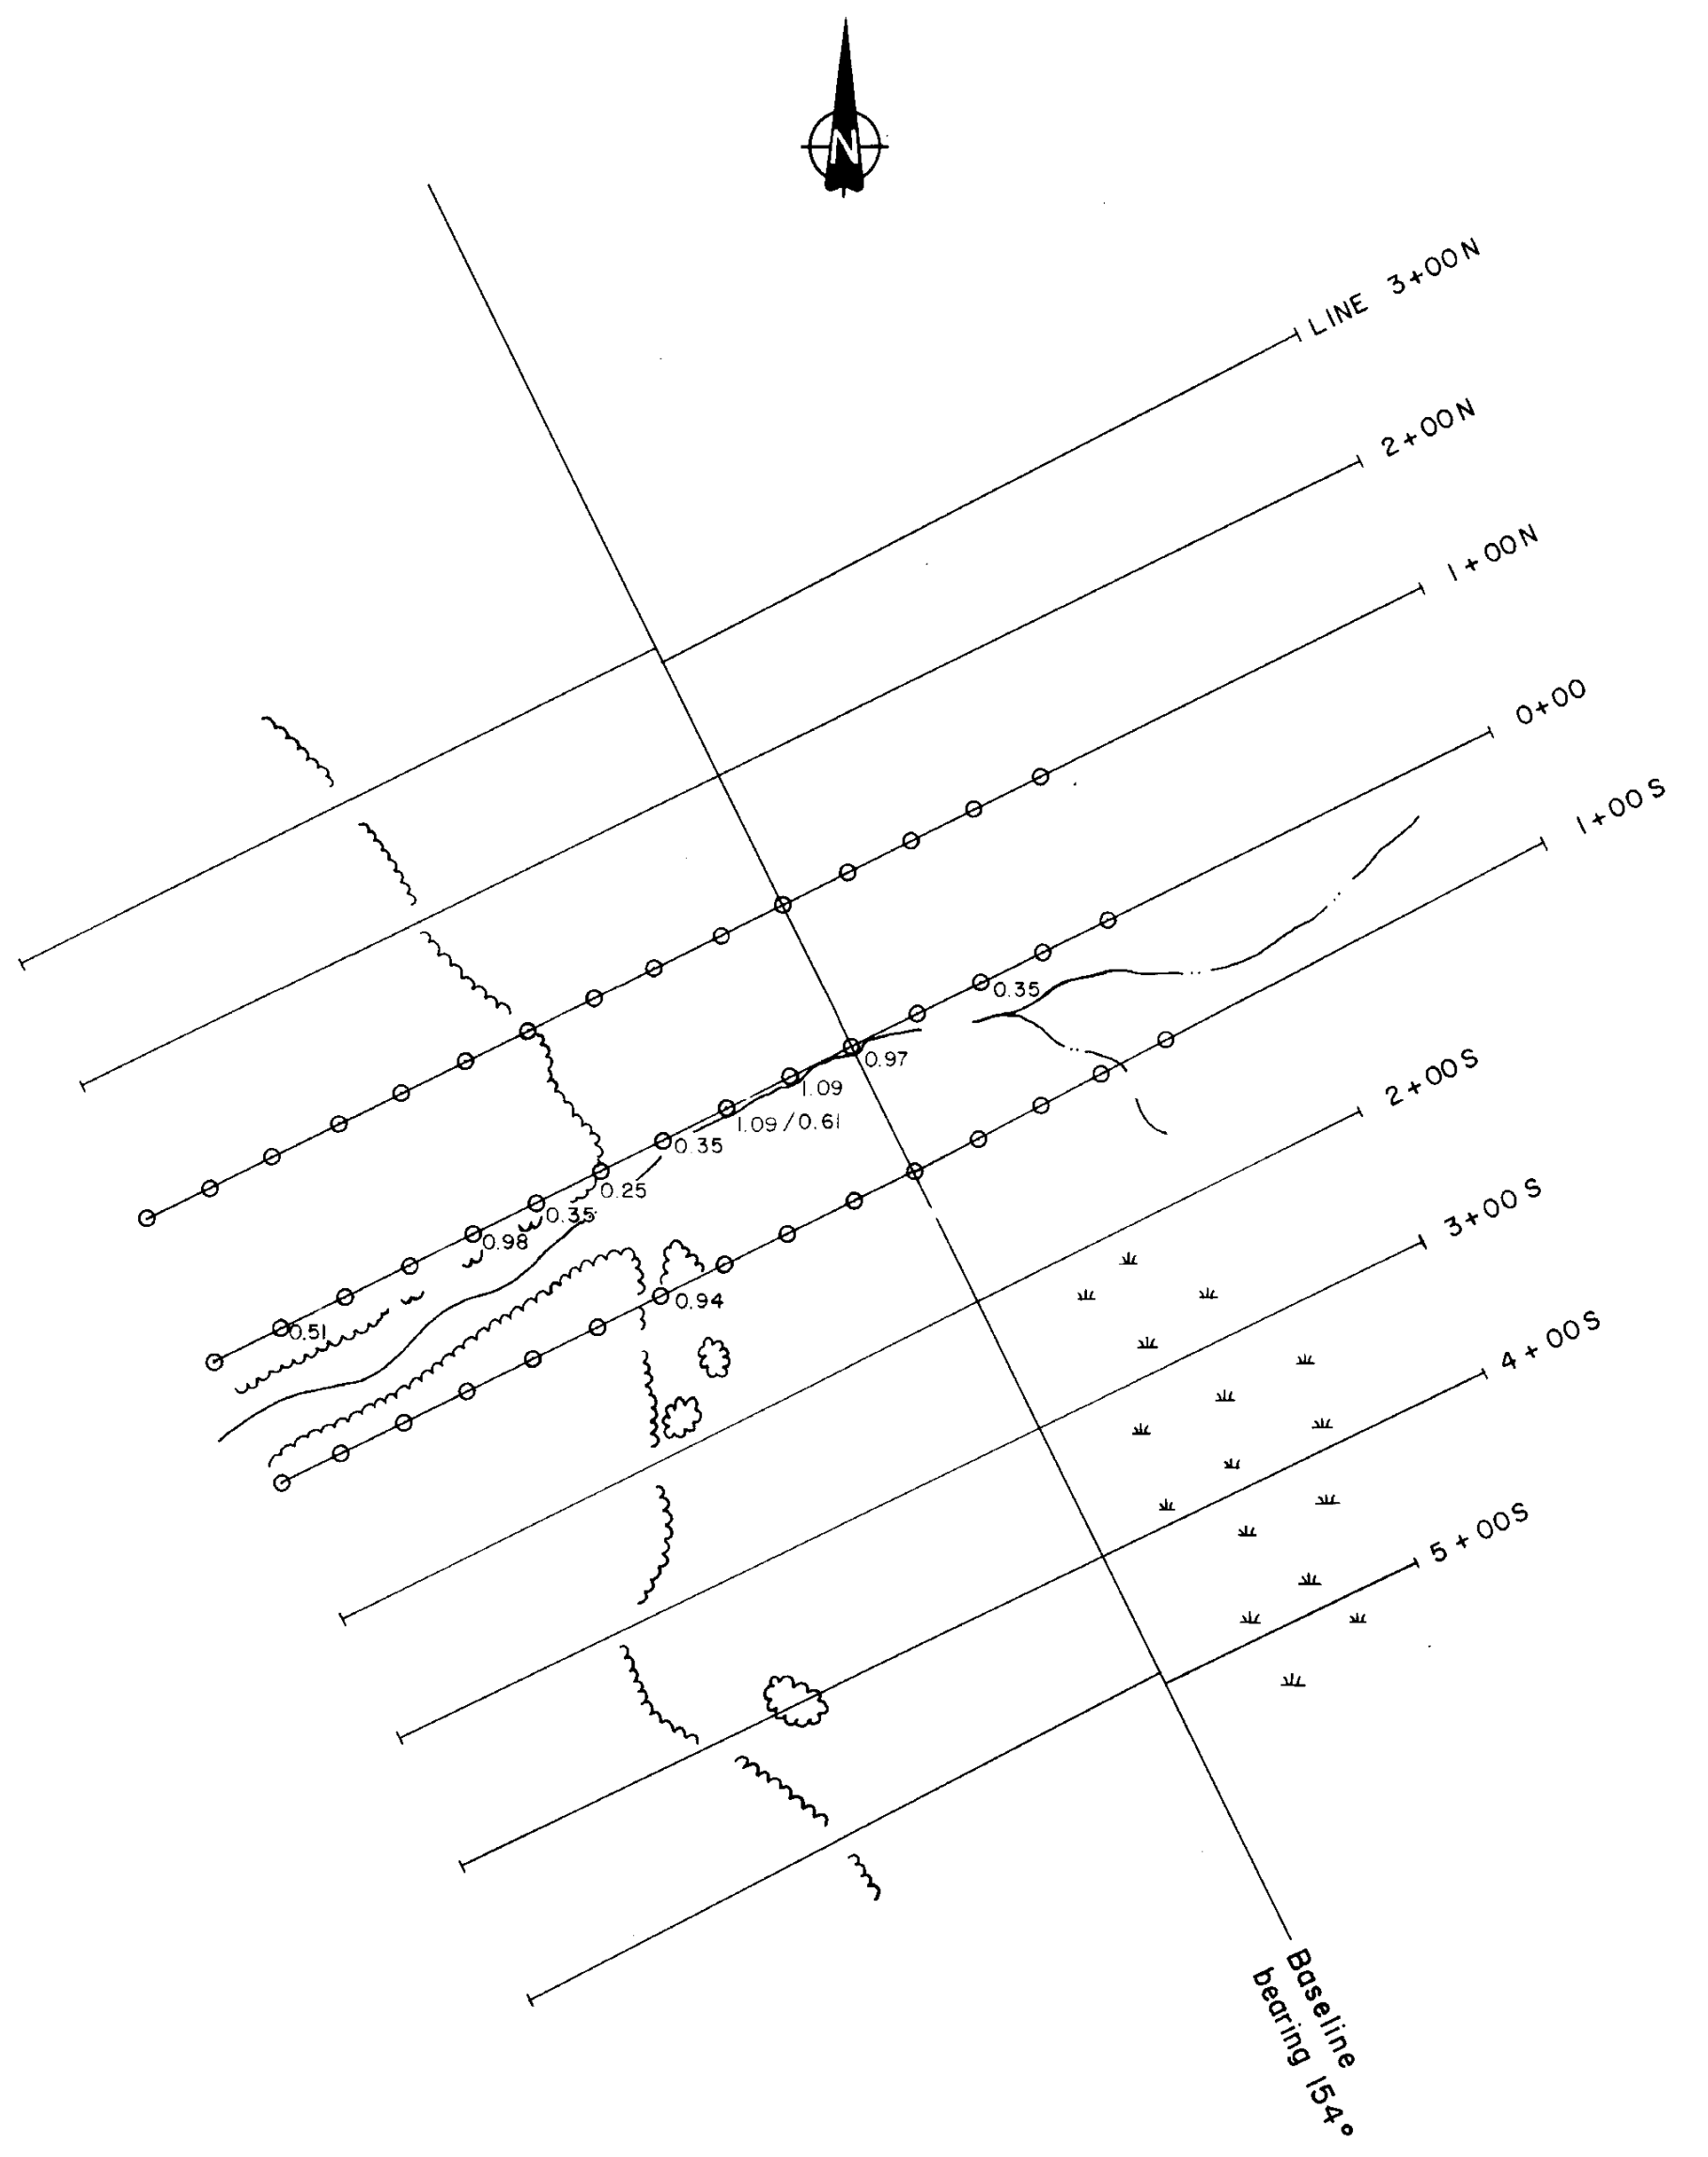 N
LINE 3+00N
2+00N
1+00N
0+00
1+00S
0.35
0.97
1.09
1.09/0.61
0.35
0.25
0.35
0.98
0.51
0.94
2+00S
3+00S
4+00S
5+00S
Baseline
bearing 154°